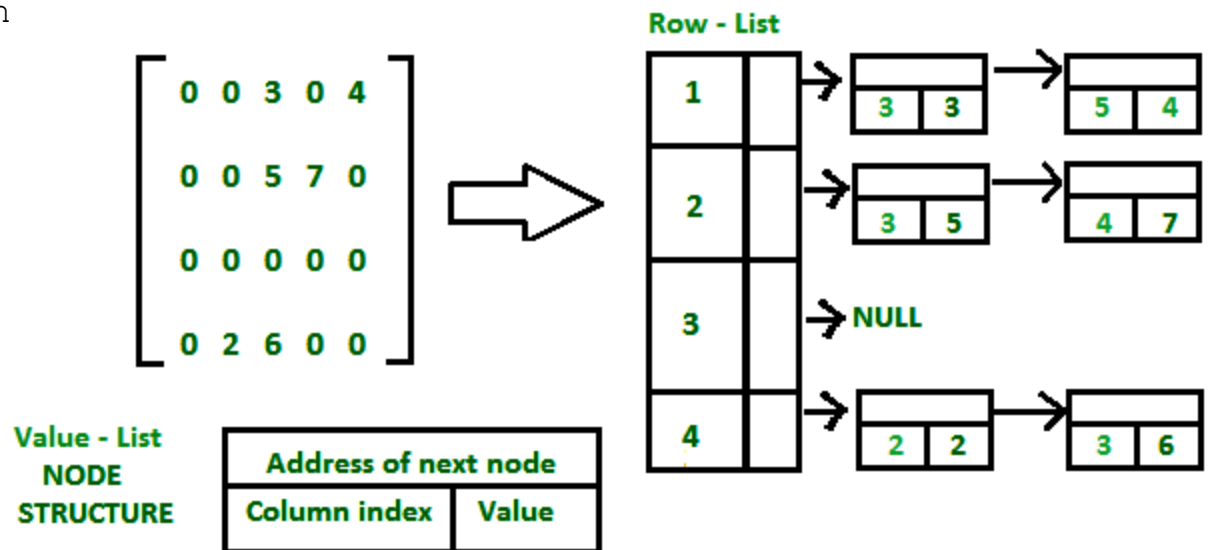 n
0 0 3 0 4
0 0 5 7 0
0 0 0 0 0
0 2 6 0 0
Row - List
1
3 3
5 4
2
3 5
4 7
3
NULL
4
2 2
3 6
Value - List
NODE
STRUCTURE
Address of next node
Column index Value